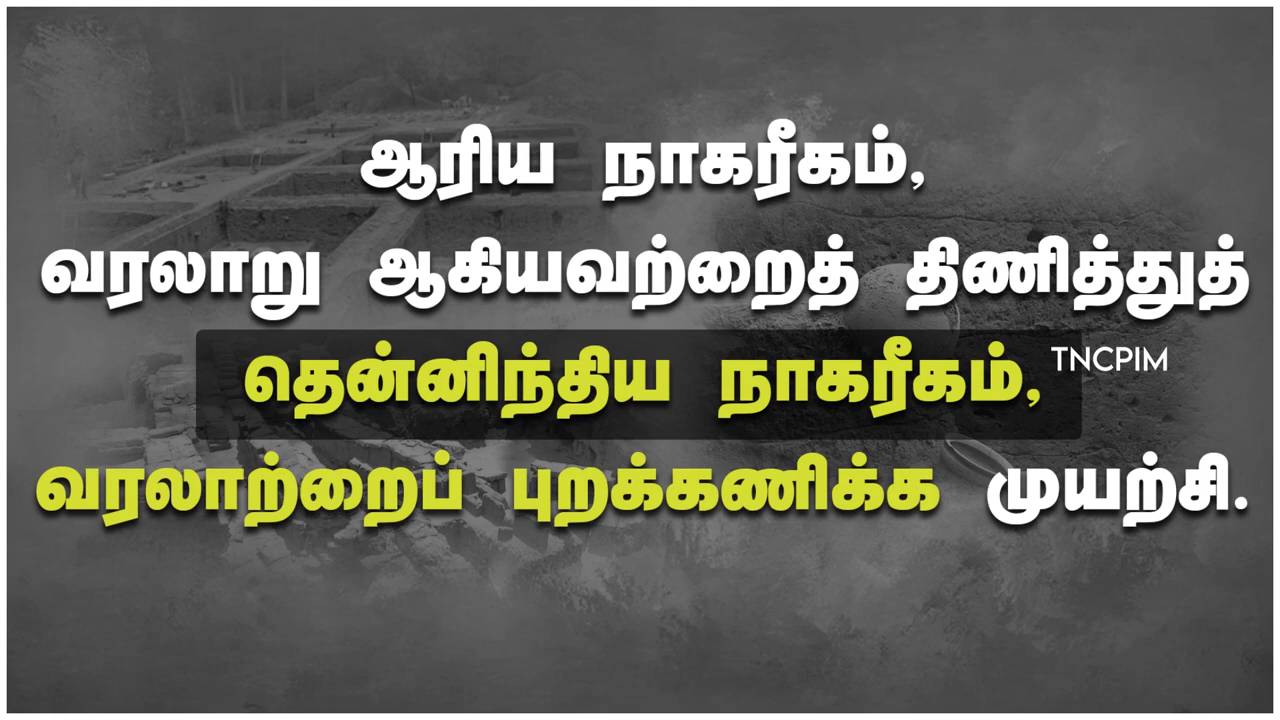 ஆரிய நாகரீகம்,
வரலாறு ஆகியவற்றைத் திணித்துத்
தென்னிந்திய நாகரீகம், TNCPIM
வரலாற்றைப் புறக்கணிக்க முயற்சி.